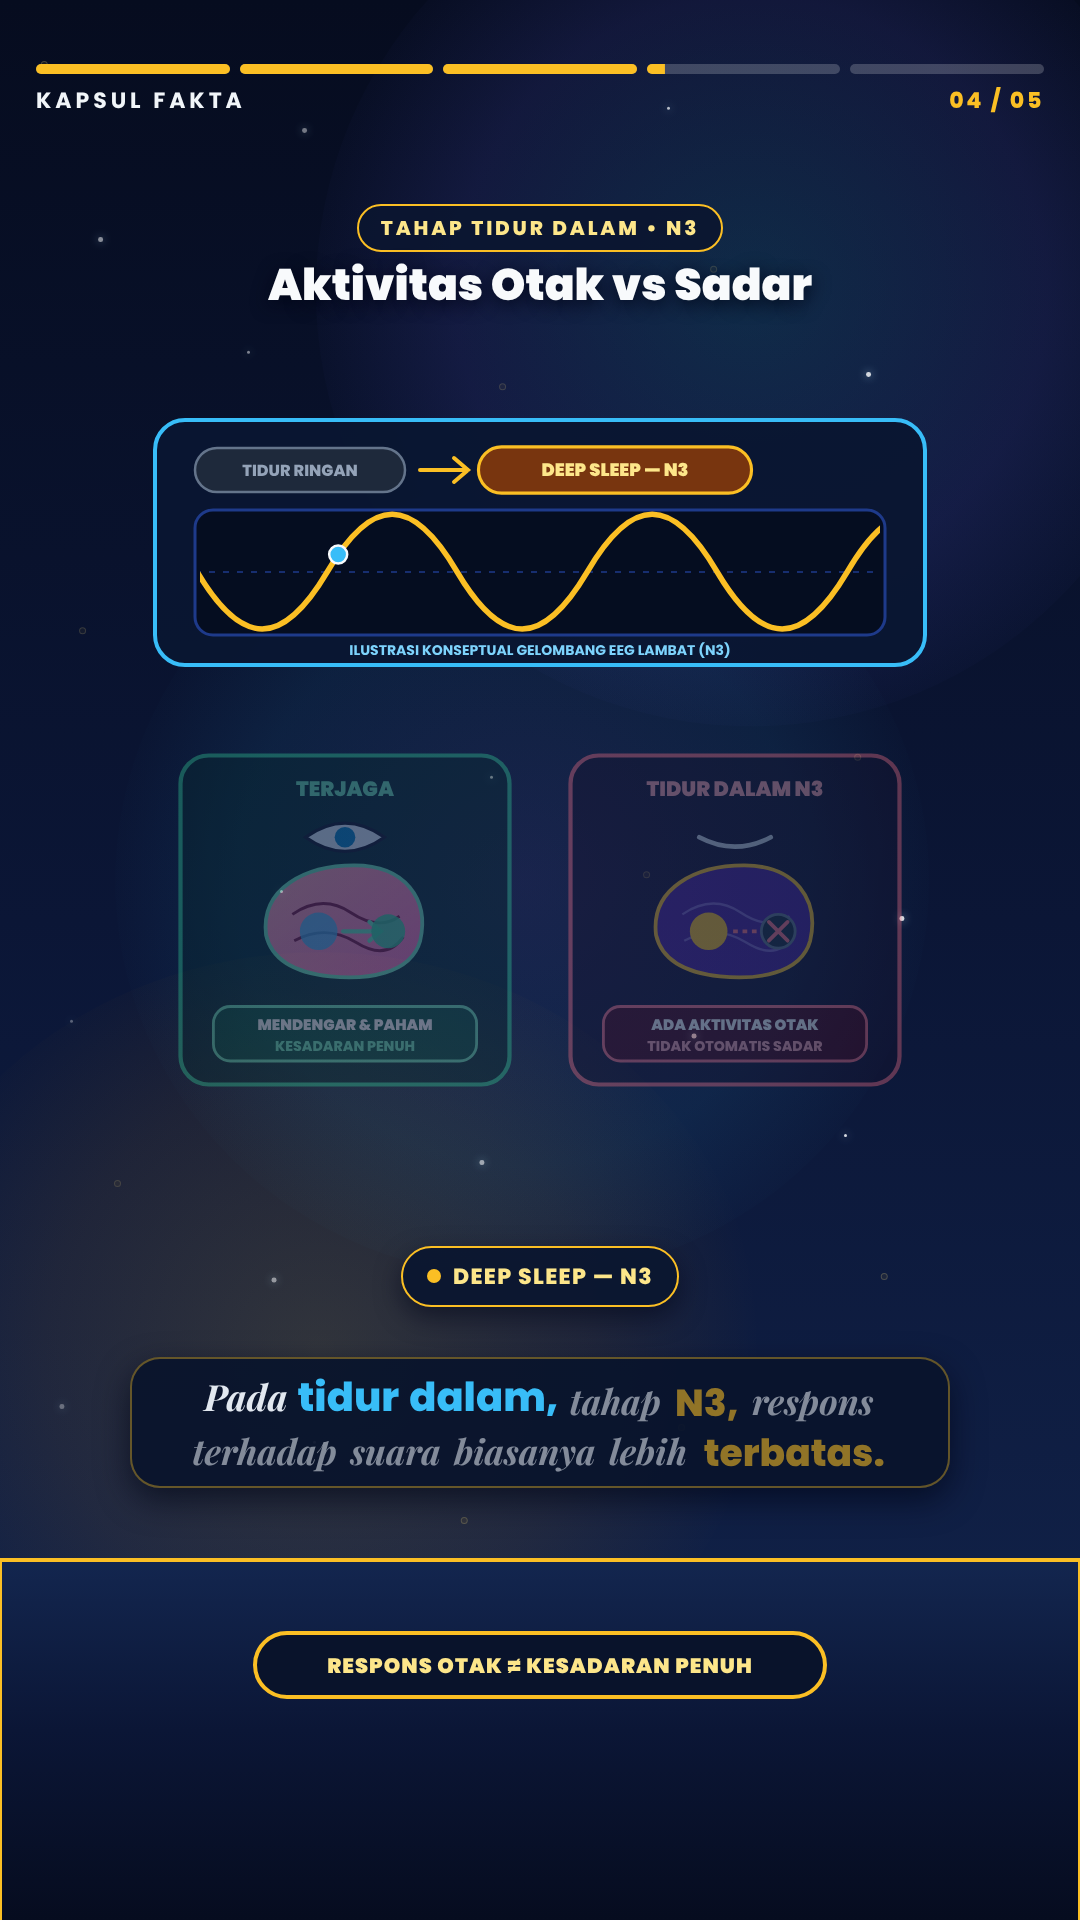 KAPSUL FAKTA
04 / 05
TAHAP TIDUR DALAM • N3
Aktivitas Otak vs Sadar
TIDUR RINGAN
DEEP SLEEP — N3
ILUSTRASI KONSEPTUAL GELOMBANG EEG LAMBAT (N3)
TERJAGA
MENDENGAR & PAHAM
KESADARAN PENUH
TIDUR DALAM N3
ADA AKTIVITAS OTAK
TIDAK OTOMATIS SADAR
DEEP SLEEP — N3
Pada tidur dalam, tahap N3, respons
terhadap suara biasanya lebih terbatas.
RESPONS OTAK ≠ KESADARAN PENUH